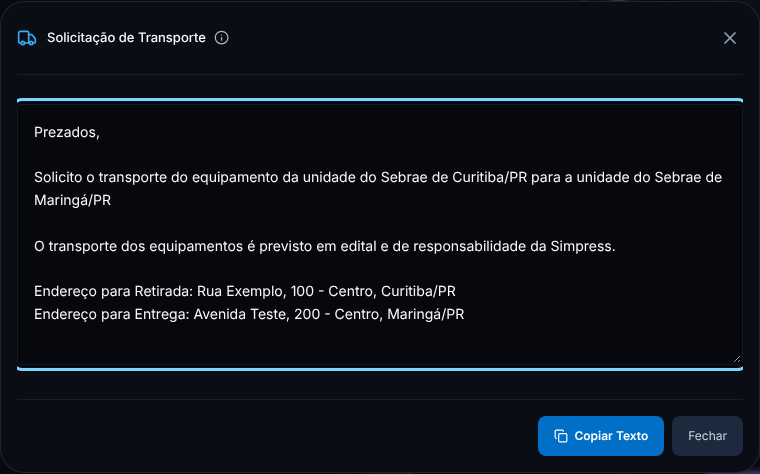 Solicitação de Transporte
Prezados,
Solicito o transporte do equipamento da unidade do Sebrae de Curitiba/PR para a unidade do Sebrae de
Maringá/PR
O transporte dos equipamentos é previsto em edital e de responsabilidade da Simpress.
Endereço para Retirada: Rua Exemplo, 100 - Centro, Curitiba/PR
Endereço para Entrega: Avenida Teste, 200 - Centro, Maringá/PR
Copiar Texto
Fechar